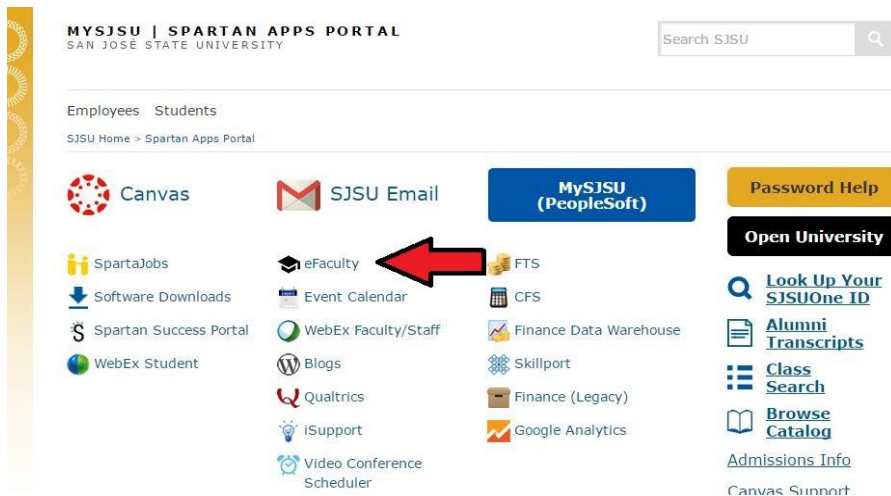 MYSJSU | SPARTAN APPS PORTAL
SAN JOSÉ STATE UNIVERSITY
Search SJSU
Employees Students
SJSU Home > Spartan Apps Portal
Canvas
SpartaJobs
Software Downloads
Spartan Success Portal
WebEx Student
SJSU Email
eFaculty
Event Calendar
WebEx Faculty/Staff
Blogs
Qualtrics
iSupport
Video Conference
Scheduler
MySJSU
(PeopleSoft)
FTS
CFS
Finance Data Warehouse
Skillport
Finance (Legacy)
Google Analytics
Password Help
Open University
Look Up Your
SJSUOne ID
Alumni
Transcripts
Class
Search
Browse
Catalog
Admissions Info
Canvas Support